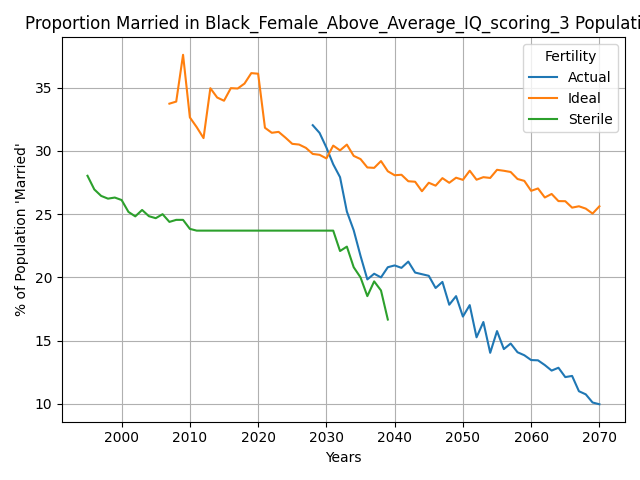 Proportion Married in Black_Female_Above_Average_IQ_scoring_3 Populati
Fertility
Actual
Ideal
Sterile
% of Population 'Married'
35
30
25
20
15
10
2000 2010 2020 2030 2040 2050 2060 2070
Years